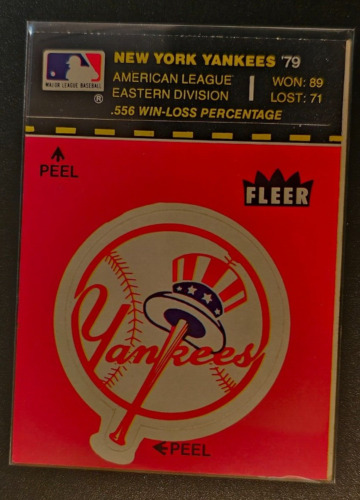 NEW YORK YANKEES '79
AMERICAN LEAGUE
EASTERN DIVISION
WON: 89
LOST: 71
.556 WIN-LOSS PERCENTAGE
MAJOR LEAGUE BASEBALL
®
PEEL
FLEER
Yankees
PEEL